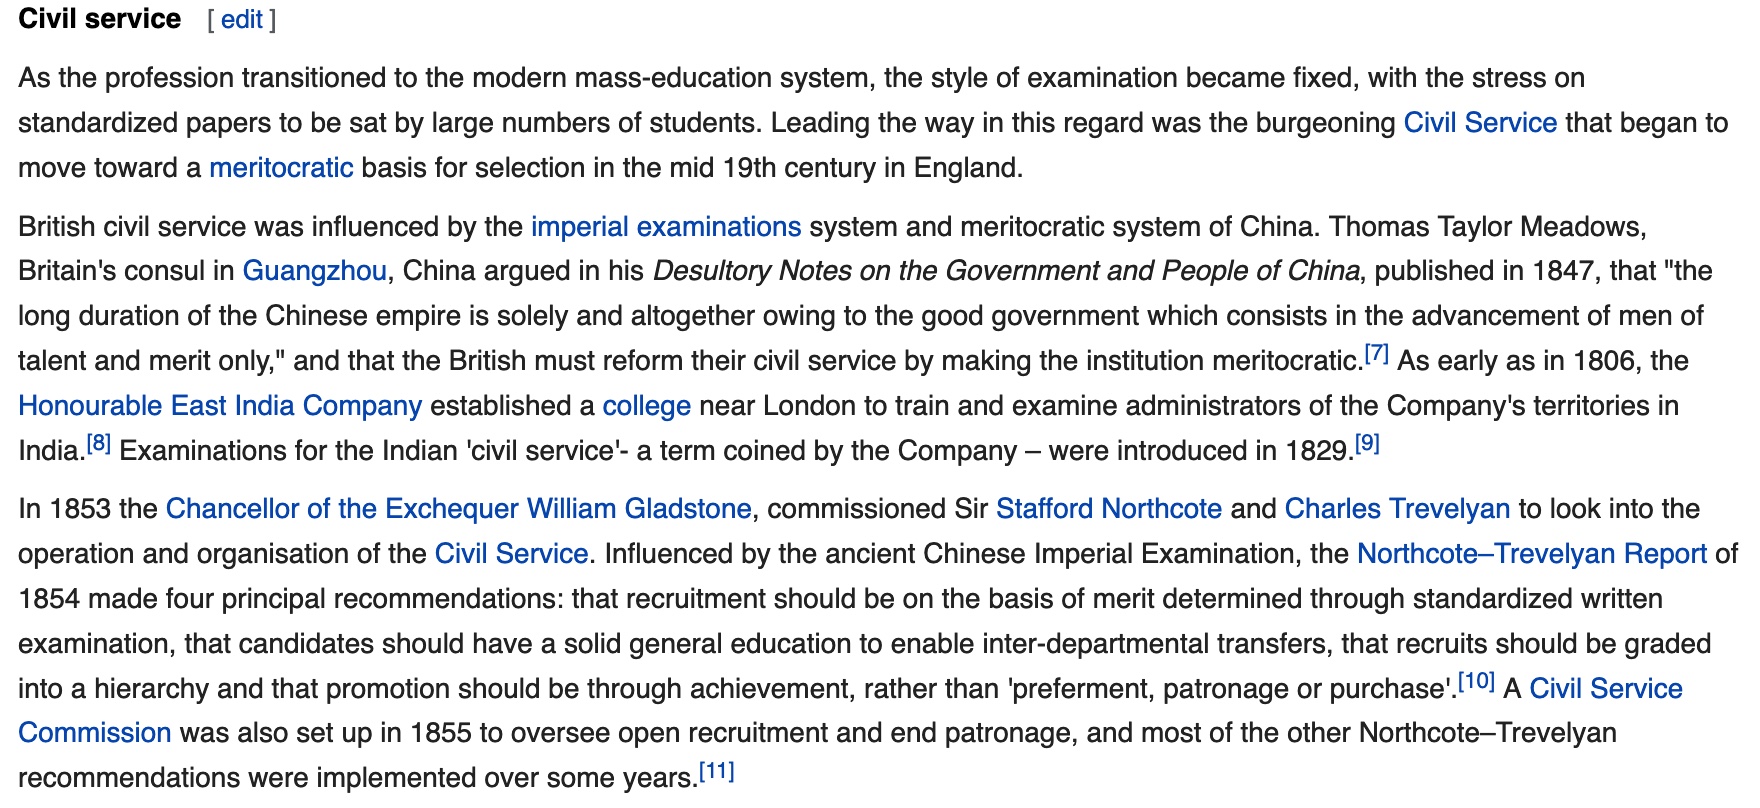 Civil service [ edit ]
As the profession transitioned to the modern mass-education system, the style of examination became fixed, with the stress on
standardized papers to be sat by large numbers of students. Leading the way in this regard was the burgeoning Civil Service that began to
move toward a meritocratic basis for selection in the mid 19th century in England.
British civil service was influenced by the imperial examinations system and meritocratic system of China. Thomas Taylor Meadows,
Britain's consul in Guangzhou, China argued in his Desultory Notes on the Government and People of China, published in 1847, that "the
long duration of the Chinese empire is solely and altogether owing to the good government which consists in the advancement of men of
talent and merit only," and that the British must reform their civil service by making the institution meritocratic.[7] As early as in 1806, the
Honourable East India Company established a college near London to train and examine administrators of the Company's territories in
India.[8] Examinations for the Indian 'civil service'- a term coined by the Company – were introduced in 1829.[9]
In 1853 the Chancellor of the Exchequer William Gladstone, commissioned Sir Stafford Northcote and Charles Trevelyan to look into the
operation and organisation of the Civil Service. Influenced by the ancient Chinese Imperial Examination, the Northcote–Trevelyan Report of
1854 made four principal recommendations: that recruitment should be on the basis of merit determined through standardized written
examination, that candidates should have a solid general education to enable inter-departmental transfers, that recruits should be graded
into a hierarchy and that promotion should be through achievement, rather than 'preferment, patronage or purchase'.[10] A Civil Service
Commission was also set up in 1855 to oversee open recruitment and end patronage, and most of the other Northcote–Trevelyan
recommendations were implemented over some years.[11]